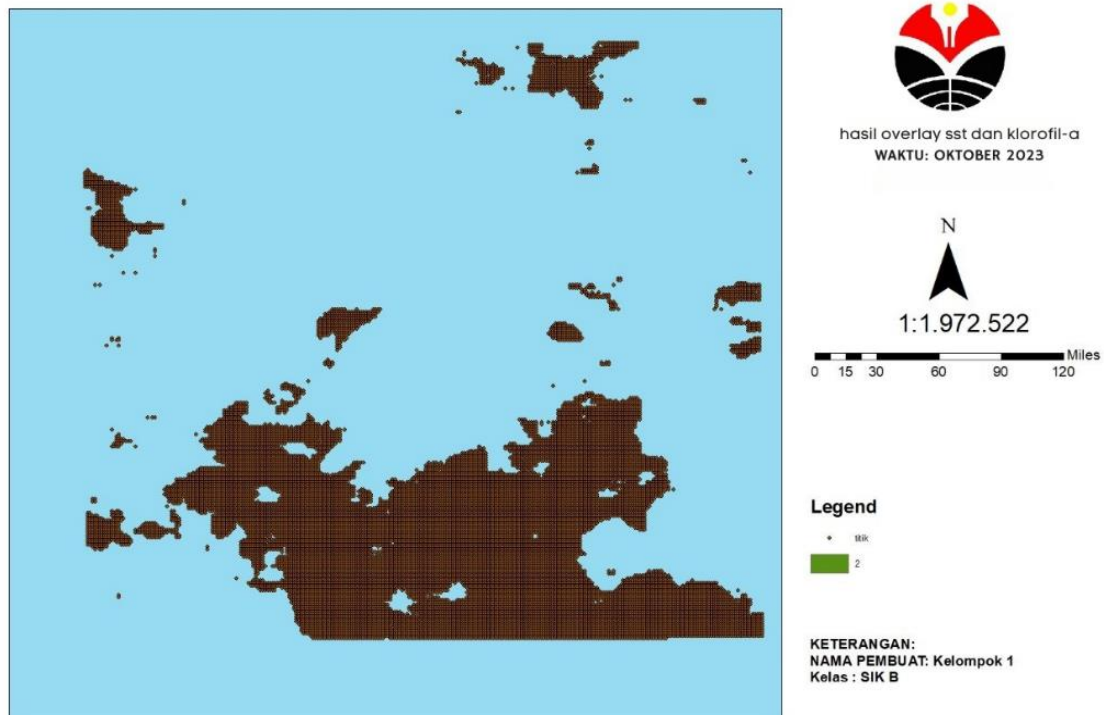 hasil overlay sst dan klorofil-a
WAKTU: OKTOBER 2023
N
1:1.972.522
Miles
0 15 30 60 90 120
Legend
titik
2
KETERANGAN:
NAMA PEMBUAT: Kelompok 1
Kelas : SIK B